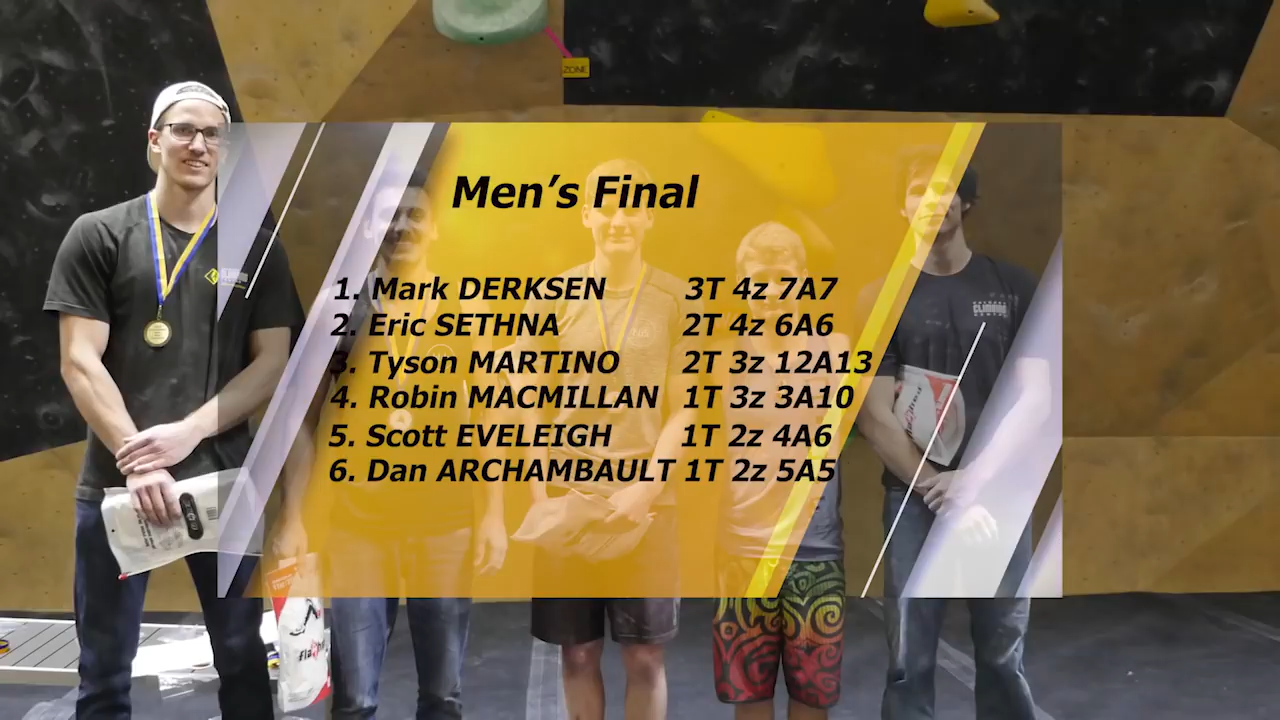 ZONE
Men’s Final
1. Mark DERKSEN 3T 4z 7A7
2. Eric SETHNA 2T 4z 6A6
3. Tyson MARTINO 2T 3z 12A13
4. Robin MACMILLAN 1T 3z 3A10
5. Scott EVELEIGH 1T 2z 4A6
6. Dan ARCHAMBAULT 1T 2z 5A5
CLIMBING